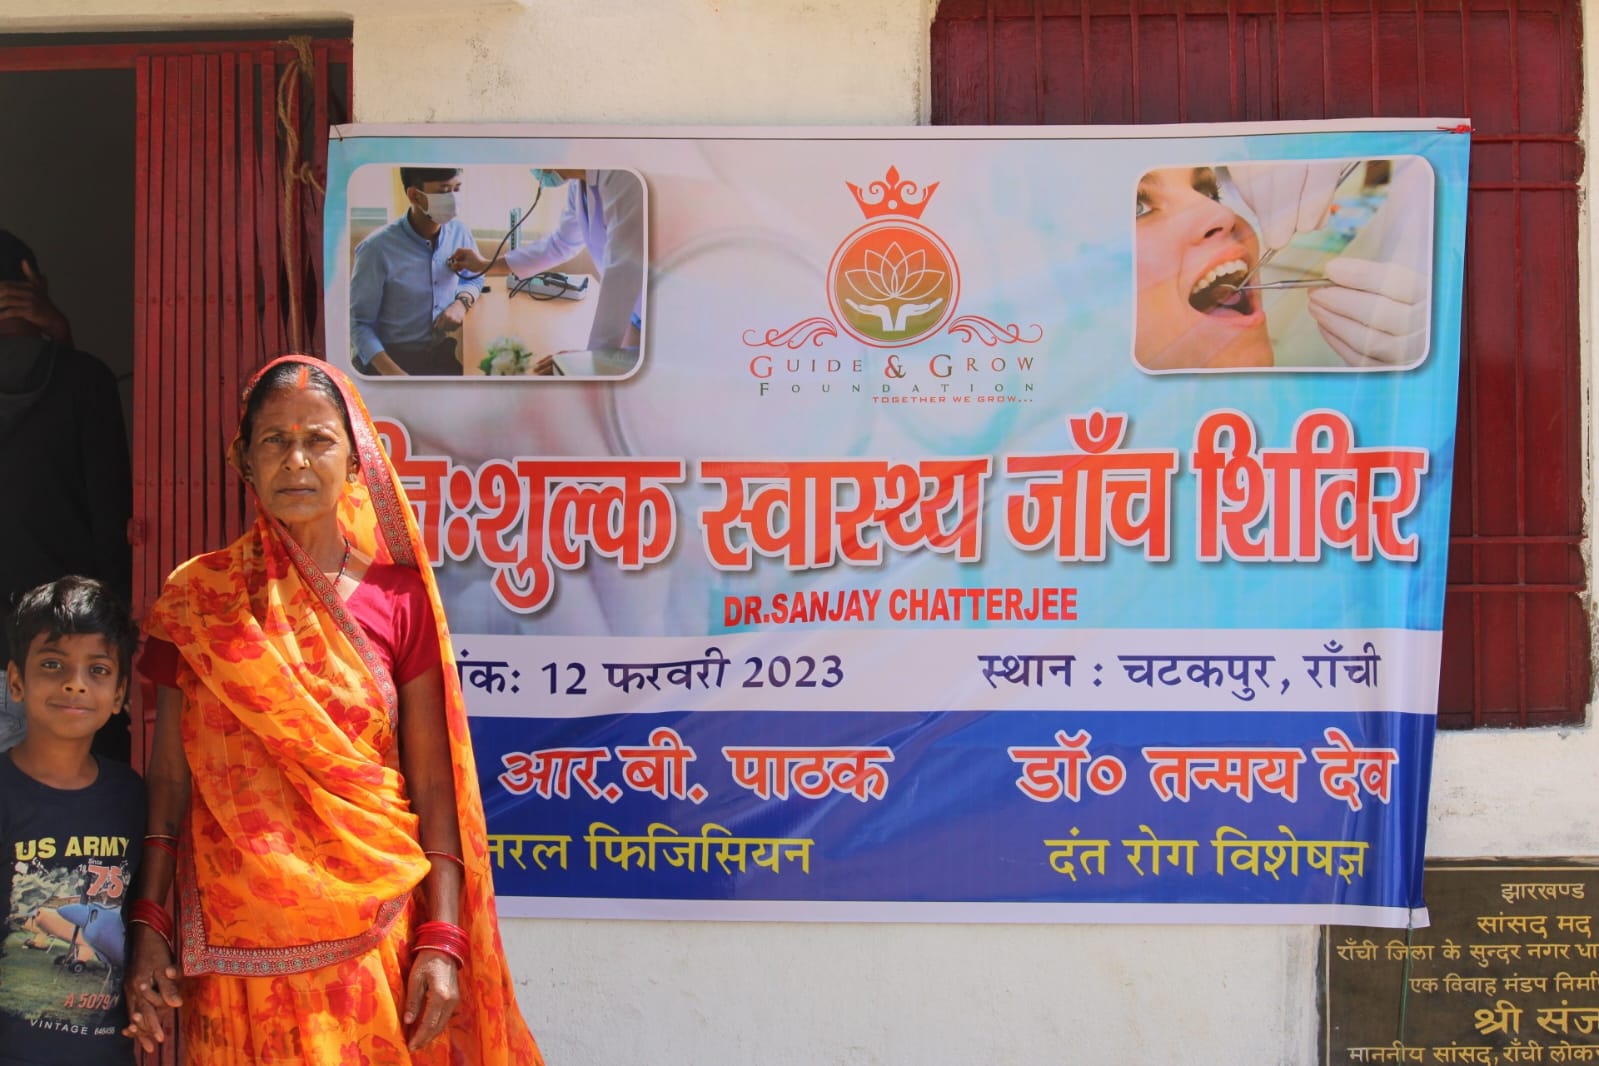 GUIDE & GROW
FOUNDATION
TOGETHER WE GROW...
निःशुल्क स्वास्थ्य जाँच शिविर
DR.SANJAY CHATTERJEE
12 फरवरी 2023 स्थान : चटकपुर, राँची
आर.बी. पाठक डॉ० तन्मय देव
फिजिसियन दंत रोग विशेषज्ञ
US ARMY
Since
75
VINTAGE
झारखण्ड
सांसद मद
राँची जिला के सुन्दर नगर
एक विवाह मंडप
श्री
माननीय सांसद, राँची